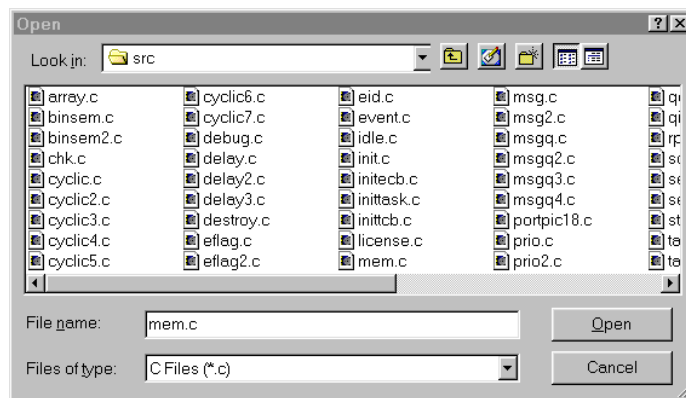 Open
Look in: src
array.c cyclic6.c eid.c msg.c
binsem.c cyclic7.c event.c msg2.c
binsem2.c debug.c idle.c msgq.c
chk.c delay.c init.c msgq2.c
cyclic.c delay2.c initecb.c msgq3.c
cyclic2.c delay3.c inittask.c msgq4.c
cyclic3.c destroy.c inittcb.c portpic18.c
cyclic4.c eflag.c license.c prio.c
cyclic5.c eflag2.c mem.c prio2.c
File name: mem.c Open
Files of type: C Files (*.c) Cancel